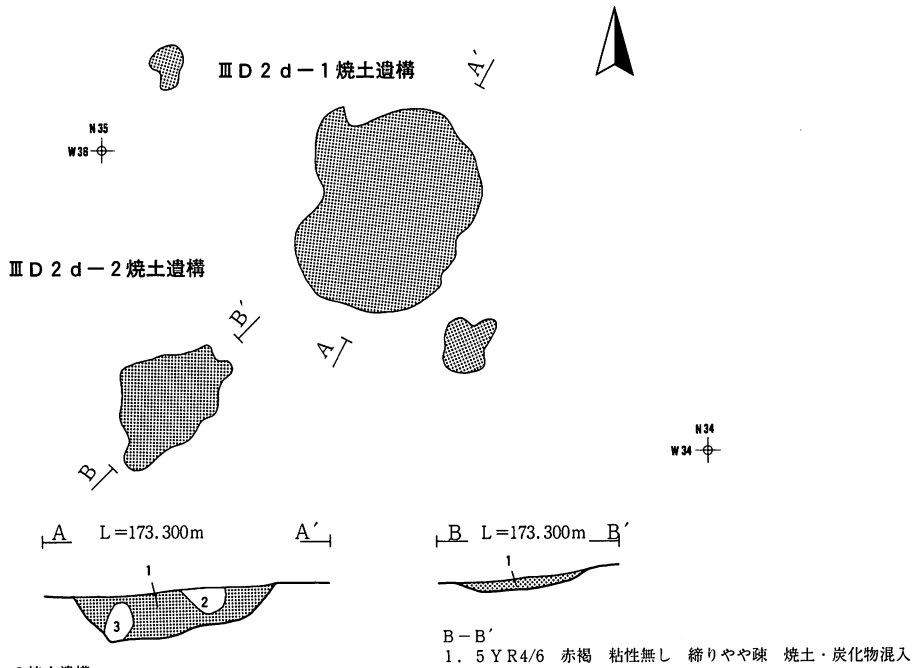 ⅢD2d－1焼土遺構
A′
N35
W36
ⅢD2d－2焼土遺構
B′
A
B
N34
W34
A L＝173.300m A′
1
2
3
B L＝173.300m B′
1
B－B′
1．5YR4/6 赤褐 粘性無し 締りやや疎 焼土・炭化物混入